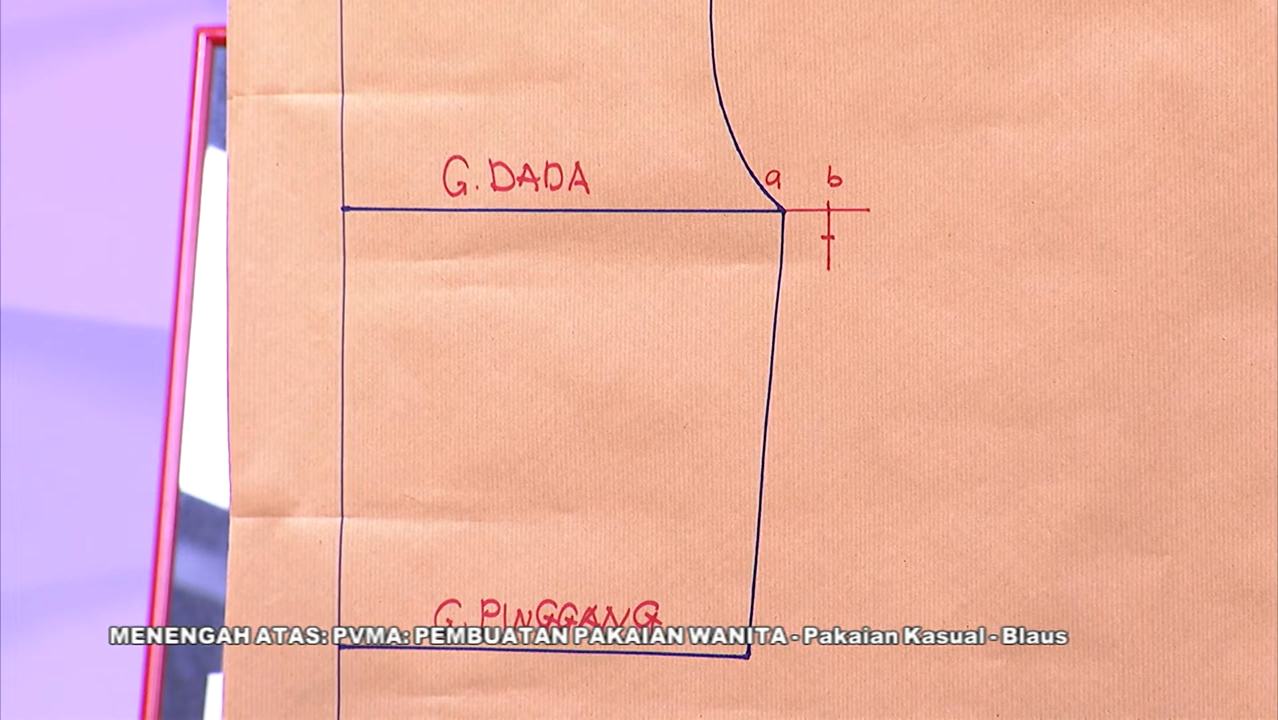 G. DADA
a b
G. PINGGANG
MENENGAH ATAS: PVMA: PEMBUATAN PAKAIAN WANITA - Pakaian Kasual - Blaus